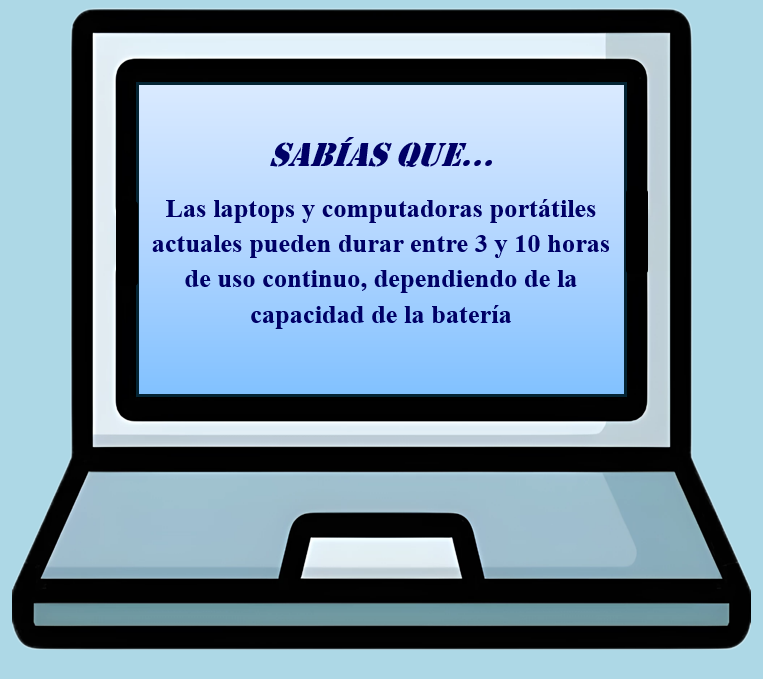 SABÍAS QUE...
Las laptops y computadoras portátiles
actuales pueden durar entre 3 y 10 horas
de uso continuo, dependiendo de la
capacidad de la batería